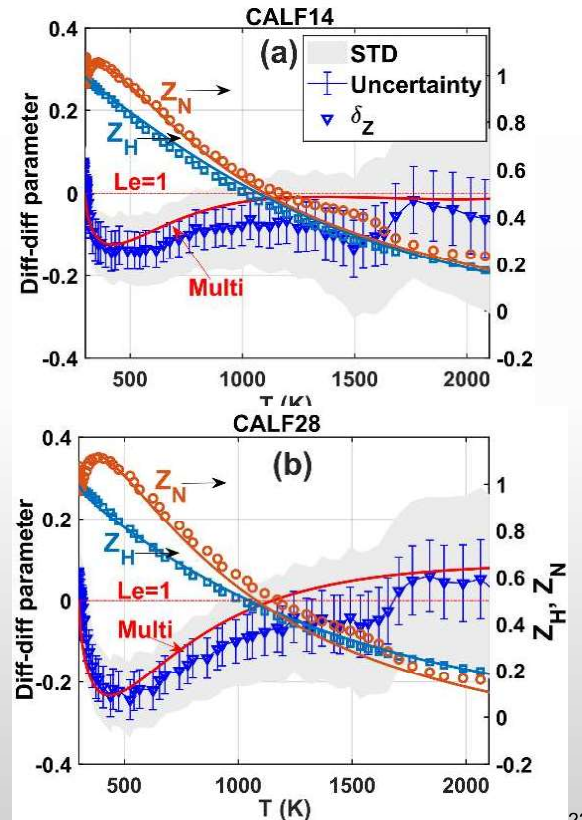 CALF14
(a)
STD
Uncertainty
δZ
ZN
ZH
Le=1
Multi
Diff-diff parameter
0.4
0.2
0
-0.2
-0.4
1
0.8
0.6
0.4
0.2
0
-0.2
500 1000 1500 2000
T (K)
CALF28
(b)
ZN
ZH
Le=1
Multi
Diff-diff parameter
ZH, ZN
0.4
0.2
0
-0.2
-0.4
1
0.8
0.6
0.4
0.2
0
-0.2
500 1000 1500 2000
T (K)